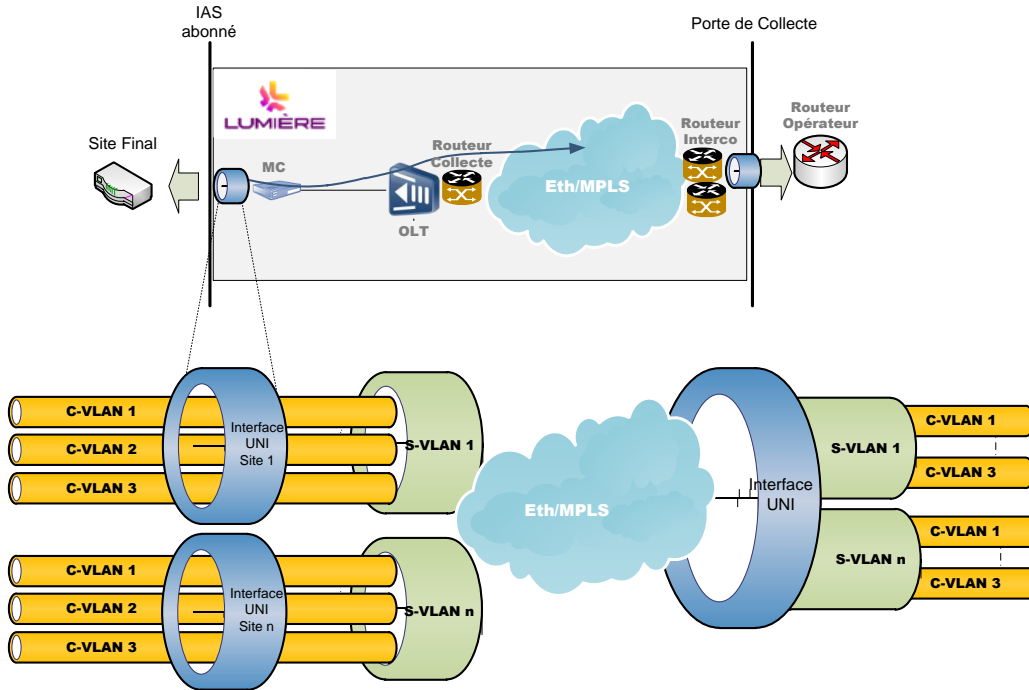 IAS
abonné
Porte de Collecte
LUMIÈRE
Site Final
MC
Routeur
Collecte
OLT
Eth/MPLS
Routeur
Interco
Routeur
Opérateur
C-VLAN 1
C-VLAN 2
C-VLAN 3
Interface
UNI
Site 1
S-VLAN 1
C-VLAN 1
C-VLAN 2
C-VLAN 3
Interface
UNI
Site n
S-VLAN n
Eth/MPLS
Interface
UNI
S-VLAN 1
C-VLAN 1
C-VLAN 3
S-VLAN n
C-VLAN 1
C-VLAN 3